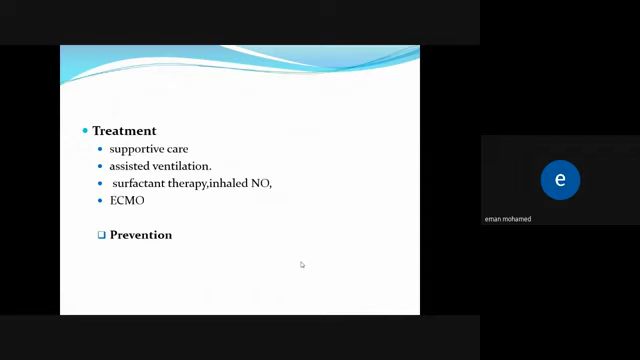 Treatment
supportive care
assisted ventilation.
surfactant therapy,inhaled NO,
ECMO
Prevention
e
eman mohamed